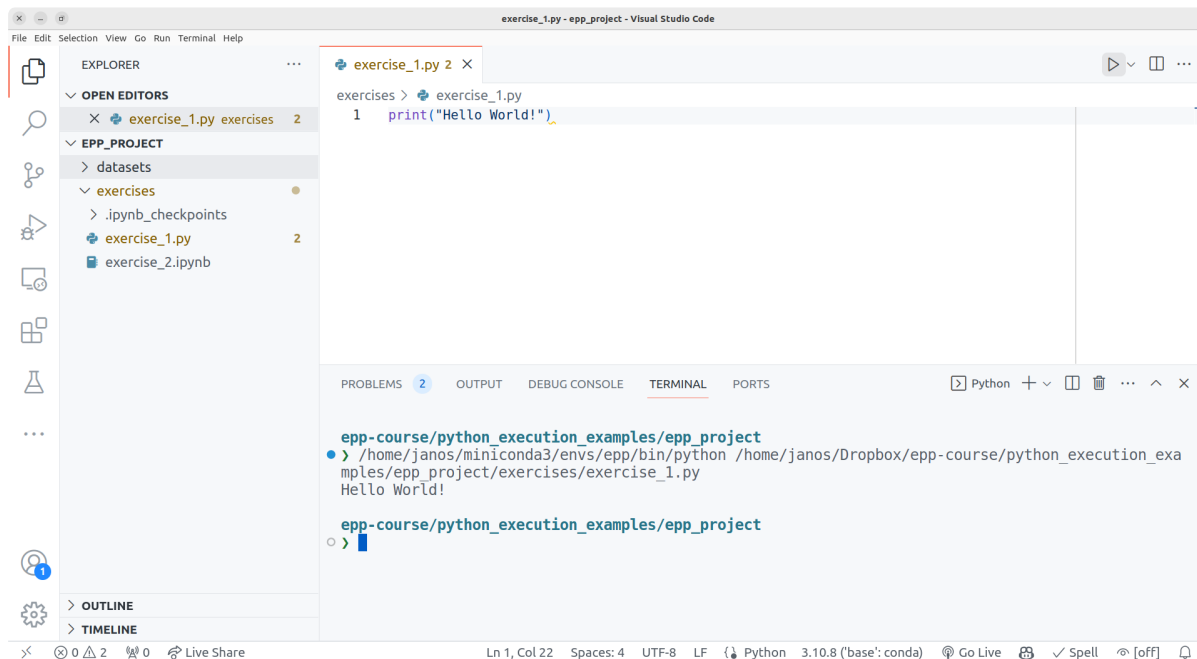 exercise_1.py - epp_project - Visual Studio Code
File Edit Selection View Go Run Terminal Help
EXPLORER
OPEN EDITORS
exercise_1.py exercises 2
EPP_PROJECT
datasets
exercises
.ipynb_checkpoints
exercise_1.py 2
exercise_2.ipynb
OUTLINE
TIMELINE
1
exercise_1.py 2
exercises > exercise_1.py
1 print("Hello World!")
PROBLEMS 2 OUTPUT DEBUG CONSOLE TERMINAL PORTS
Python
epp-course/python_execution_examples/epp_project
❯ /home/janos/miniconda3/envs/epp/bin/python /home/janos/Dropbox/epp-course/python_execution_exa
mples/epp_project/exercises/exercise_1.py
Hello World!
epp-course/python_execution_examples/epp_project
❯
0 2 0 Live Share Ln 1, Col 22 Spaces: 4 UTF-8 LF Python 3.10.8 ('base': conda) Go Live Spell [off]